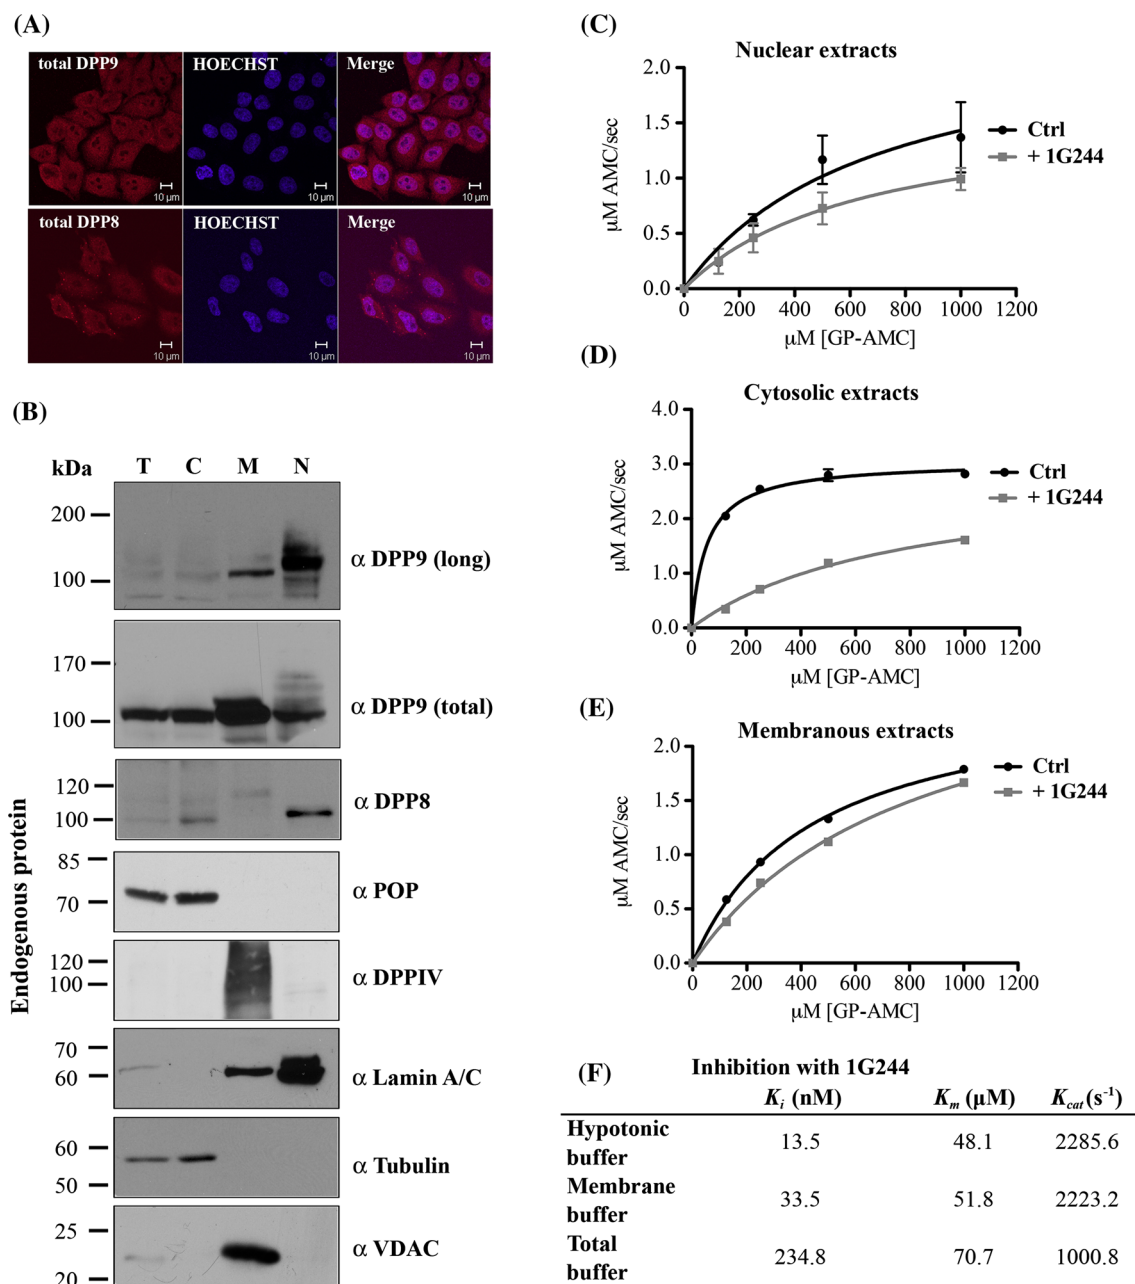 (A)
total DPP9 HOECHST Merge
10 µm 10 µm 10 µm
total DPP8 HOECHST Merge
10 µm 10 µm 10 µm
(B)
kDa T C M N
200
100
α DPP9 (long)
170
100
α DPP9 (total)
120
100
α DPP8
85
70
α POP
120
100
α DPPIV
70
60
α Lamin A/C
60
50
α Tubulin
25
20
α VDAC
Endogenous protein
(C)
Nuclear extracts
2.0
1.5
1.0
0.5
0.0
µM AMC/sec
0 200 400 600 800 1000 1200
µM [GP-AMC]
Ctrl
+ 1G244
(D)
Cytosolic extracts
4.0
3.0
2.0
1.0
0.0
µM AMC/sec
0 200 400 600 800 1000 1200
µM [GP-AMC]
Ctrl
+ 1G244
(E)
Membranous extracts
2.0
1.5
1.0
0.5
0.0
µM AMC/sec
0 200 400 600 800 1000 1200
µM [GP-AMC]
Ctrl
+ 1G244
(F) Inhibition with 1G244
Ki (nM) Km (µM) Kcat (s-1)
Hypotonic buffer 13.5 48.1 2285.6
Membrane buffer 33.5 51.8 2223.2
Total buffer 234.8 70.7 1000.8